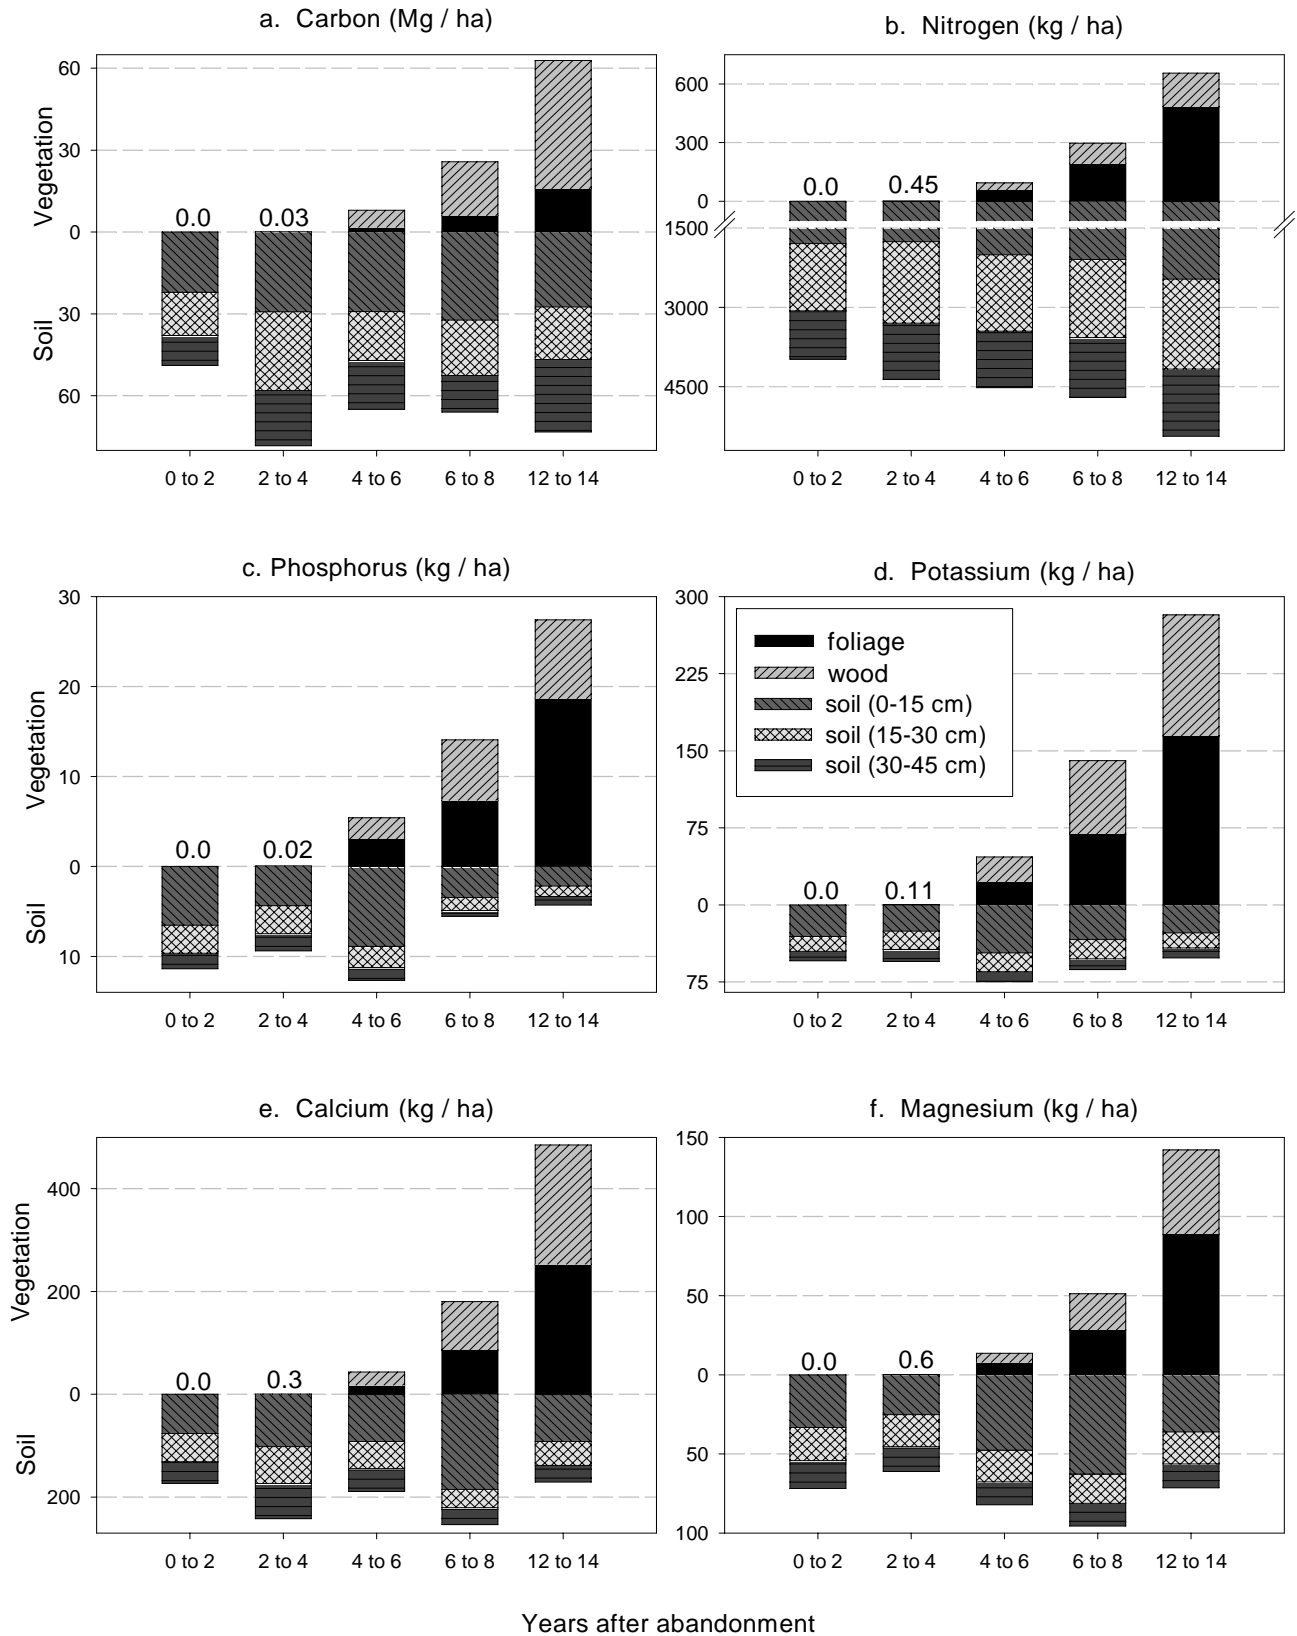 a. Carbon (Mg / ha)
60
30
0
30
60
Vegetation
Soil
0.0
0.03
0 to 2
2 to 4
4 to 6
6 to 8
12 to 14
b. Nitrogen (kg / ha)
600
300
0
1500
3000
4500
0.0
0.45
0 to 2
2 to 4
4 to 6
6 to 8
12 to 14
c. Phosphorus (kg / ha)
30
20
10
0
10
Vegetation
Soil
0.0
0.02
0 to 2
2 to 4
4 to 6
6 to 8
12 to 14
d. Potassium (kg / ha)
300
225
150
75
0
75
foliage
wood
soil (0-15 cm)
soil (15-30 cm)
soil (30-45 cm)
0.0
0.11
0 to 2
2 to 4
4 to 6
6 to 8
12 to 14
e. Calcium (kg / ha)
400
200
0
200
Vegetation
Soil
0.0
0.3
0 to 2
2 to 4
4 to 6
6 to 8
12 to 14
f. Magnesium (kg / ha)
150
100
50
0
50
100
0.0
0.6
0 to 2
2 to 4
4 to 6
6 to 8
12 to 14
Years after abandonment